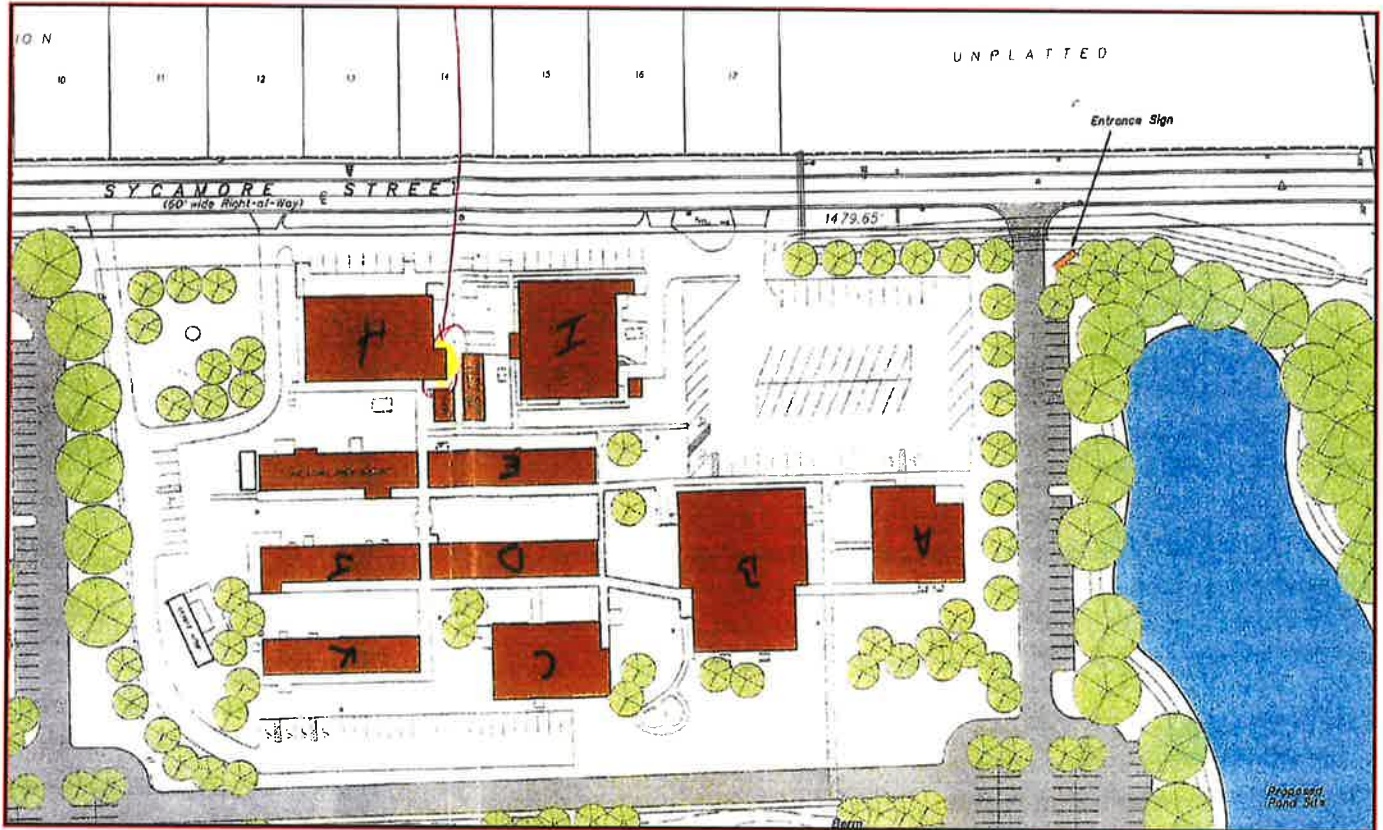 ION
10
11
12
13
14
15
16
17
UNPLATTED
Entrance Sign
SYCAMORE STREET
(60' wide Right-of-Way)
1479.65'
H
I
E
J
D
B
A
K
C
Proposed
Pond Site
Berm